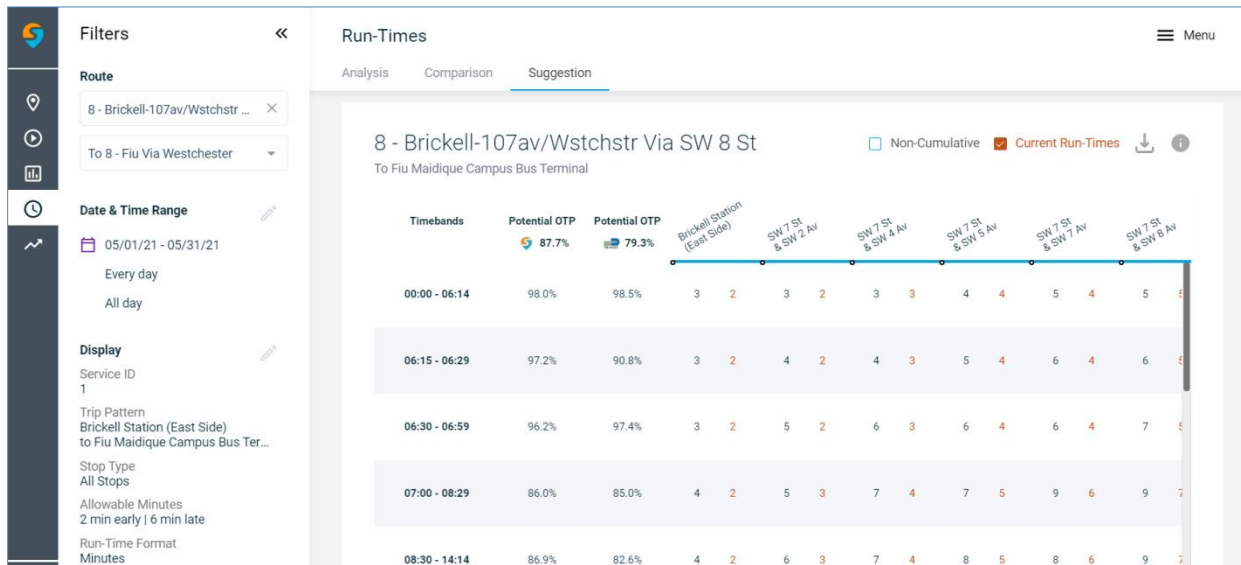 Filters
Route
8 - Brickell-107av/Wstchstr ...
To 8 - Fiu Via Westchester
Date & Time Range
05/01/21 - 05/31/21
Every day
All day
Display
Service ID
1
Trip Pattern
Brickell Station (East Side)
to Fiu Maidique Campus Bus Ter...
Stop Type
All Stops
Allowable Minutes
2 min early | 6 min late
Run-Time Format
Minutes
Run-Times
Menu
Analysis Comparison Suggestion
8 - Brickell-107av/Wstchstr Via SW 8 St
Non-Cumulative Current Run-Times
To Fiu Maidique Campus Bus Terminal
Timebands
Potential OTP
87.7%
Potential OTP
79.3%
Brickell Station
(East Side)
SW 7 St
& SW 2 Av
SW 7 St
& SW 4 Av
SW 7 St
& SW 5 Av
SW 7 St
& SW 7 Av
SW 7 St
& SW 8 Av
00:00 - 06:14 98.0% 98.5% 3 2 3 2 3 3 4 4 5 4 5 5
06:15 - 06:29 97.2% 90.8% 3 2 4 2 4 3 5 4 6 4 6 5
06:30 - 06:59 96.2% 97.4% 3 2 5 2 6 3 6 4 6 4 7 5
07:00 - 08:29 86.0% 85.0% 4 2 5 3 7 4 7 5 9 6 9 7
08:30 - 14:14 86.9% 82.6% 4 2 6 3 7 4 8 5 8 6 9 7